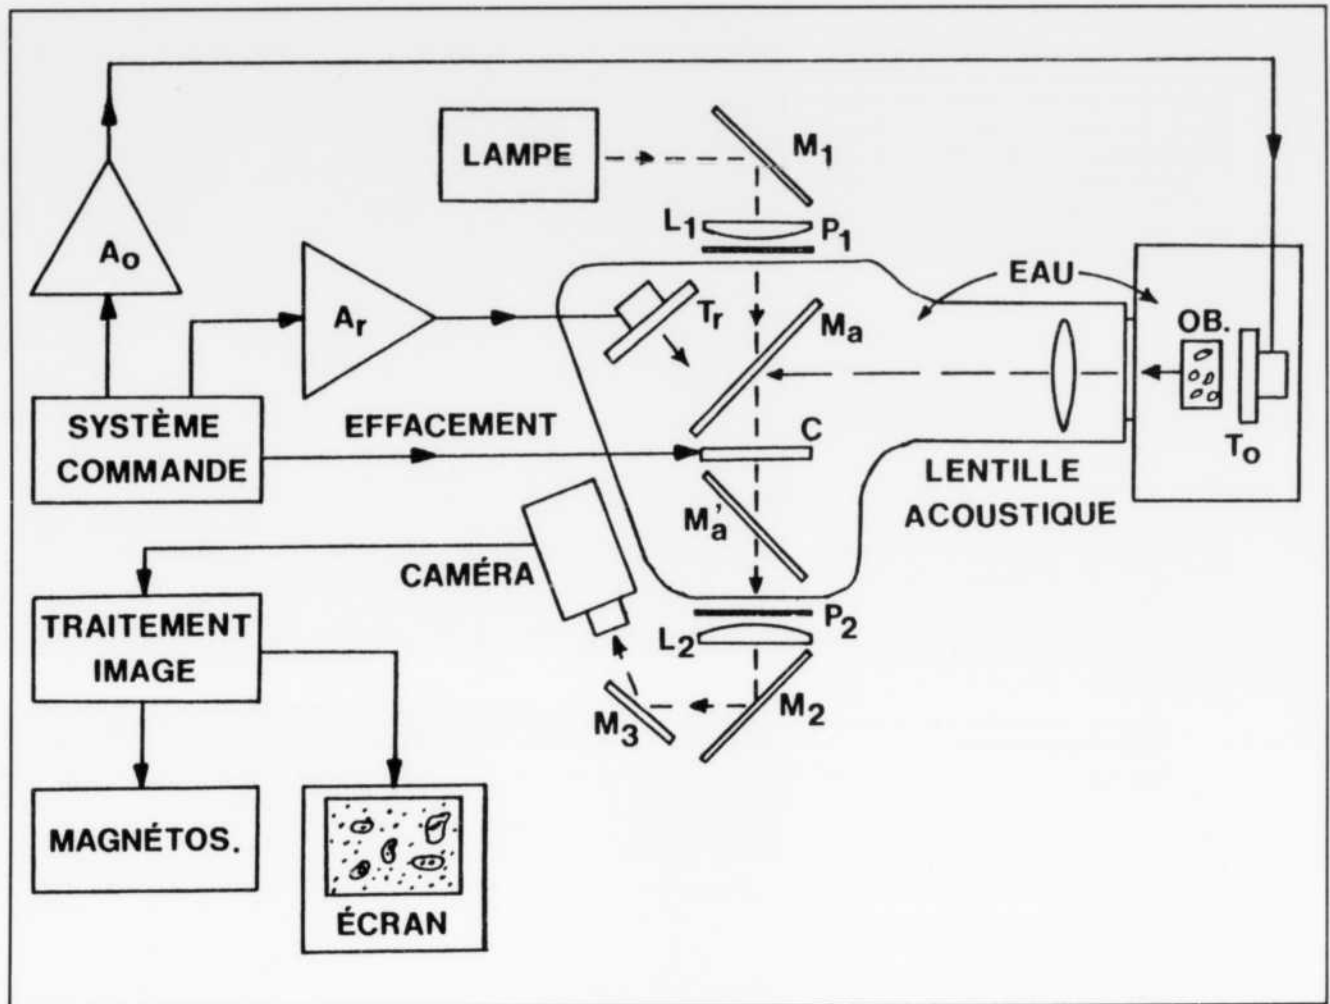 LAMPE
M1
L1
P1
Ao
Ar
Tr
Ma
EAU
OB.
To
SYSTÈME
COMMANDE
EFFACEMENT
C
LENTILLE
ACOUSTIQUE
M'a
CAMÉRA
TRAITEMENT
IMAGE
P2
L2
M2
M3
MAGNÉTOS.
ÉCRAN